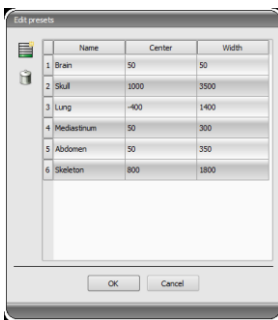 Edit presets
Name Center Width
1 Brain 50 50
2 Skull 1000 3500
3 Lung -400 1400
4 Mediastinum 50 300
5 Abdomen 50 350
6 Skeleton 800 1800
OK Cancel